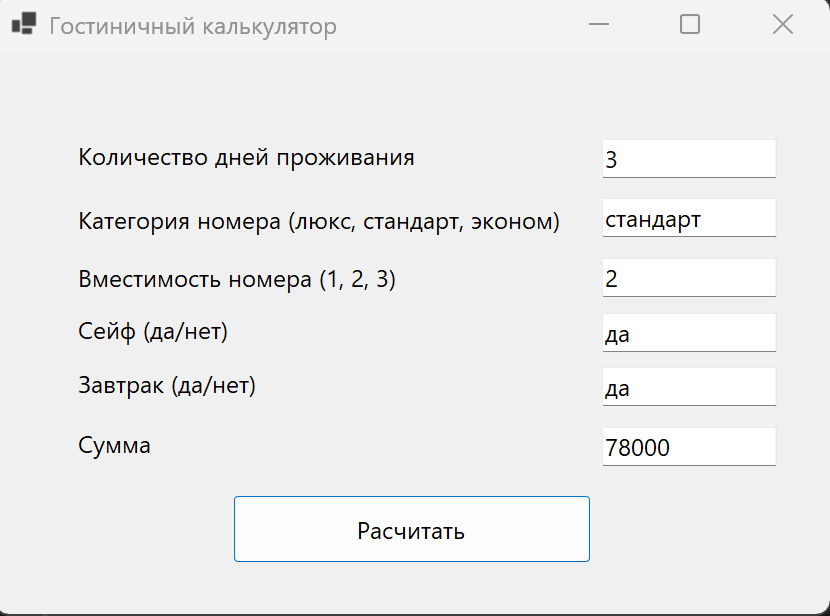 Гостиничный калькулятор
Количество дней проживания 3
Категория номера (люкс, стандарт, эконом) стандарт
Вместимость номера (1, 2, 3) 2
Сейф (да/нет) да
Завтрак (да/нет) да
Сумма 78000
Расчитать